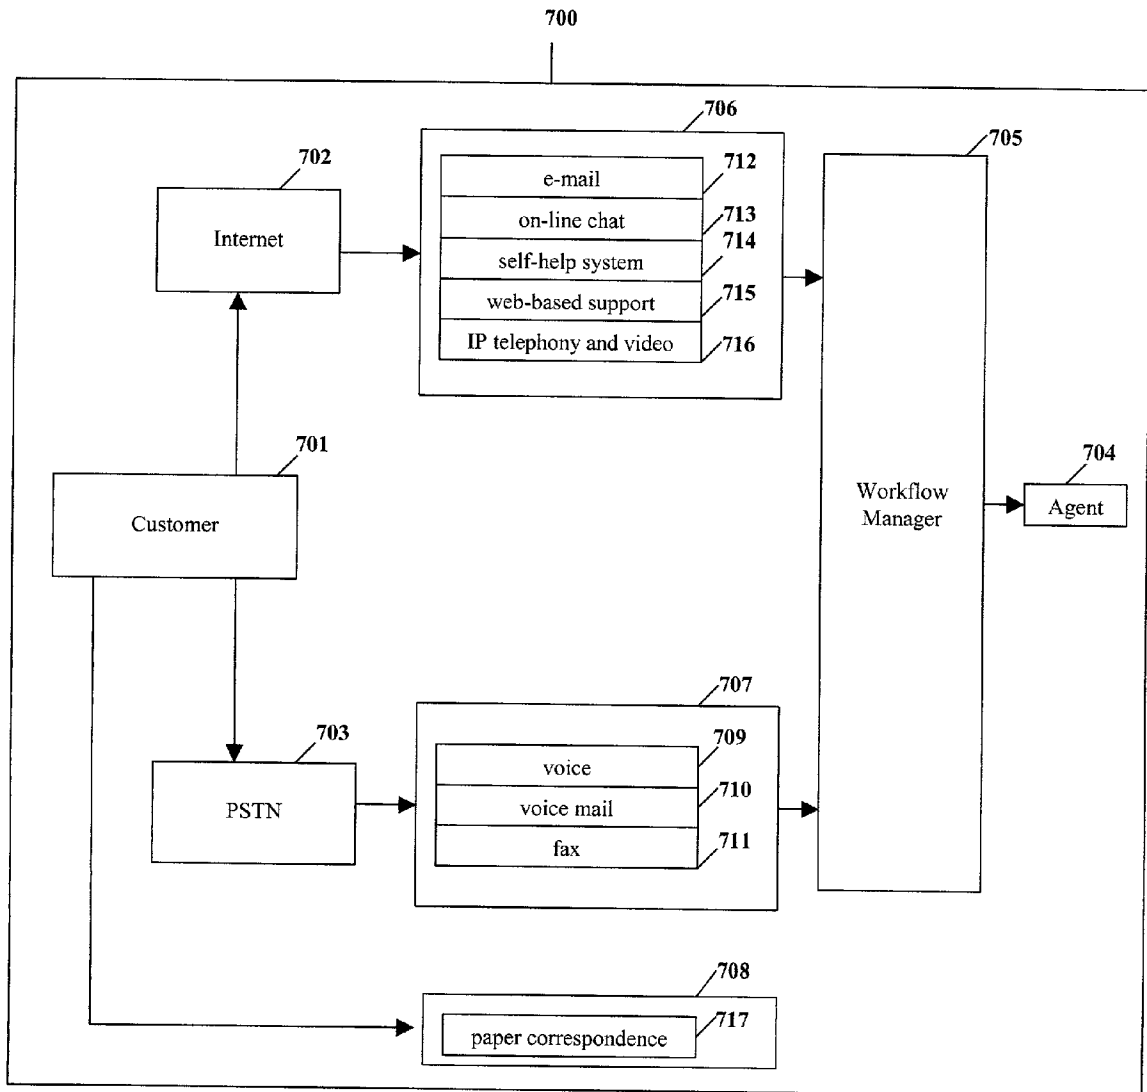 700
706
705
702
712
e-mail
713
on-line chat
Internet
714
self-help system
715
web-based support
716
IP telephony and video
701
704
Customer
Workflow
Manager
Agent
707
703
709
voice
710
PSTN
voice mail
711
fax
708
717
paper correspondence